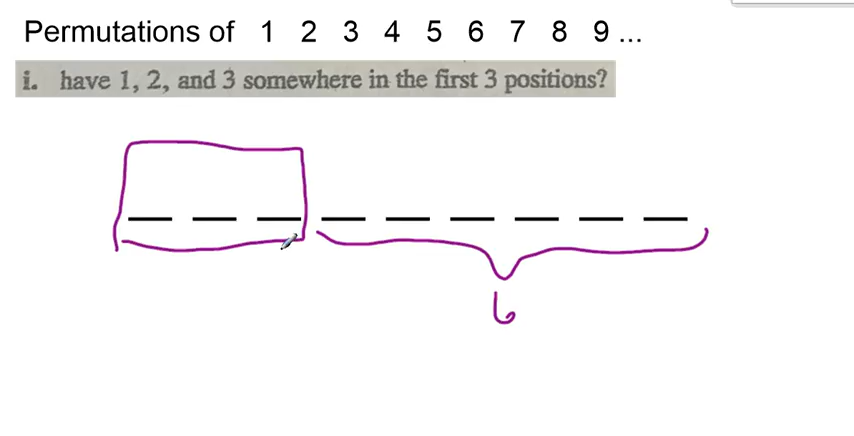 Permutations of 1 2 3 4 5 6 7 8 9 ...
i. have 1, 2, and 3 somewhere in the first 3 positions?
6